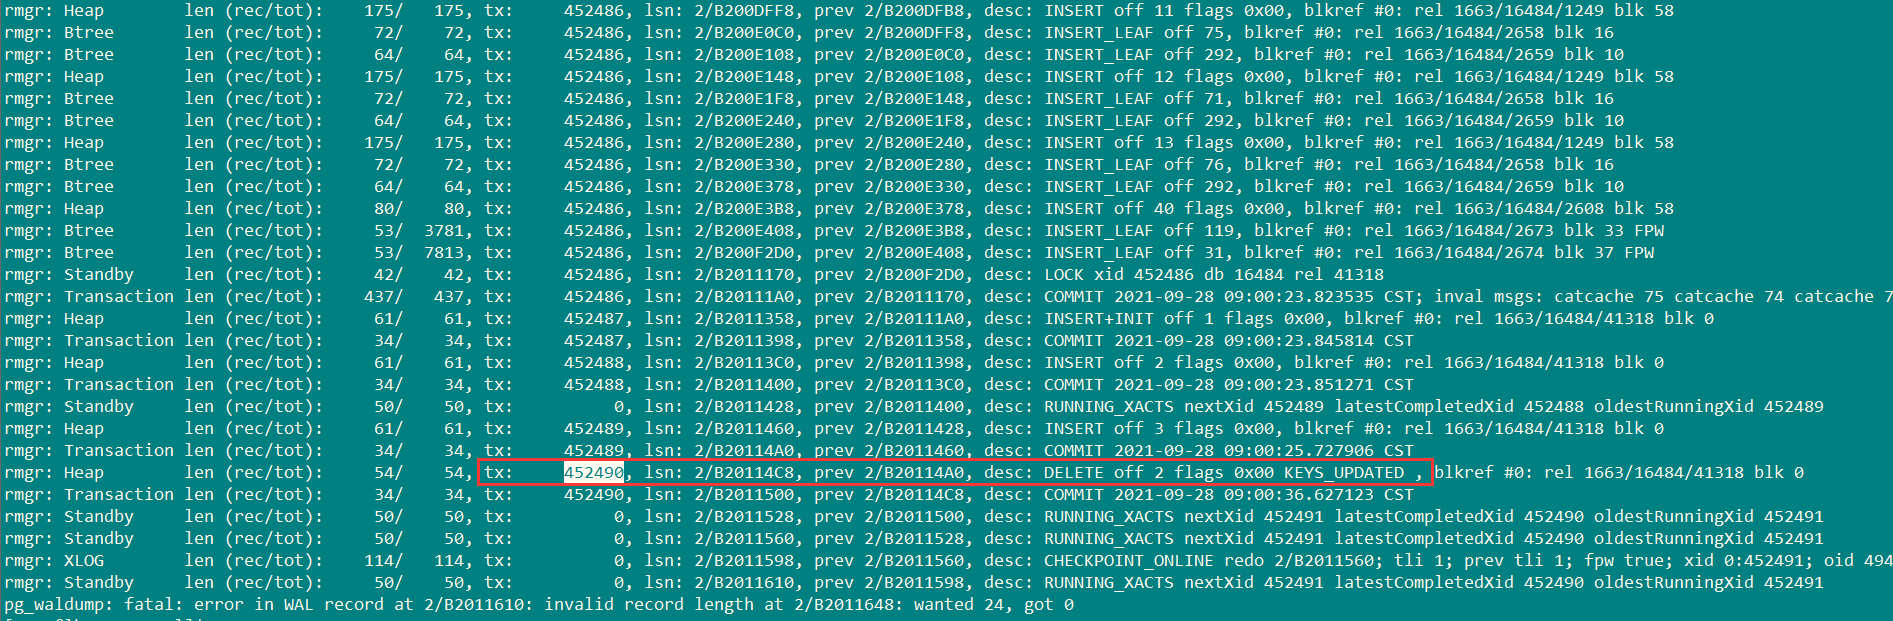 rmgr: Heap        len (rec/tot):    175/   175, tx:     452486, lsn: 2/B200DFF8, prev 2/B200DFB8, desc: INSERT off 11 flags 0x00, blkref #0: rel 1663/16484/1249 blk 58
rmgr: Btree       len (rec/tot):     72/    72, tx:     452486, lsn: 2/B200E0C0, prev 2/B200DFF8, desc: INSERT_LEAF off 75, blkref #0: rel 1663/16484/2658 blk 16
rmgr: Btree       len (rec/tot):     64/    64, tx:     452486, lsn: 2/B200E108, prev 2/B200E0C0, desc: INSERT_LEAF off 292, blkref #0: rel 1663/16484/2659 blk 10
rmgr: Heap        len (rec/tot):    175/   175, tx:     452486, lsn: 2/B200E148, prev 2/B200E108, desc: INSERT off 12 flags 0x00, blkref #0: rel 1663/16484/1249 blk 58
rmgr: Btree       len (rec/tot):     72/    72, tx:     452486, lsn: 2/B200E1F8, prev 2/B200E148, desc: INSERT_LEAF off 71, blkref #0: rel 1663/16484/2658 blk 16
rmgr: Btree       len (rec/tot):     64/    64, tx:     452486, lsn: 2/B200E240, prev 2/B200E1F8, desc: INSERT_LEAF off 292, blkref #0: rel 1663/16484/2659 blk 10
rmgr: Heap        len (rec/tot):    175/   175, tx:     452486, lsn: 2/B200E280, prev 2/B200E240, desc: INSERT off 13 flags 0x00, blkref #0: rel 1663/16484/1249 blk 58
rmgr: Btree       len (rec/tot):     72/    72, tx:     452486, lsn: 2/B200E330, prev 2/B200E280, desc: INSERT_LEAF off 76, blkref #0: rel 1663/16484/2658 blk 16
rmgr: Btree       len (rec/tot):     64/    64, tx:     452486, lsn: 2/B200E378, prev 2/B200E330, desc: INSERT_LEAF off 292, blkref #0: rel 1663/16484/2659 blk 10
rmgr: Heap        len (rec/tot):     80/    80, tx:     452486, lsn: 2/B200E3B8, prev 2/B200E378, desc: INSERT off 40 flags 0x00, blkref #0: rel 1663/16484/2608 blk 58
rmgr: Btree       len (rec/tot):     53/  3781, tx:     452486, lsn: 2/B200E408, prev 2/B200E3B8, desc: INSERT_LEAF off 119, blkref #0: rel 1663/16484/2673 blk 33 FPW
rmgr: Btree       len (rec/tot):     53/  7813, tx:     452486, lsn: 2/B200F2D0, prev 2/B200E408, desc: INSERT_LEAF off 31, blkref #0: rel 1663/16484/2674 blk 37 FPW
rmgr: Standby     len (rec/tot):     42/    42, tx:     452486, lsn: 2/B2011170, prev 2/B200F2D0, desc: LOCK xid 452486 db 16484 rel 41318
rmgr: Transaction len (rec/tot):    437/   437, tx:     452486, lsn: 2/B20111A0, prev 2/B2011170, desc: COMMIT 2021-09-28 09:00:23.823535 CST; inval msgs: catcache 75 catcache 74 catcache 7
rmgr: Heap        len (rec/tot):     61/    61, tx:     452487, lsn: 2/B2011358, prev 2/B20111A0, desc: INSERT+INIT off 1 flags 0x00, blkref #0: rel 1663/16484/41318 blk 0
rmgr: Transaction len (rec/tot):     34/    34, tx:     452487, lsn: 2/B2011398, prev 2/B2011358, desc: COMMIT 2021-09-28 09:00:23.845814 CST
rmgr: Heap        len (rec/tot):     61/    61, tx:     452488, lsn: 2/B20113C0, prev 2/B2011398, desc: INSERT off 2 flags 0x00, blkref #0: rel 1663/16484/41318 blk 0
rmgr: Transaction len (rec/tot):     34/    34, tx:     452488, lsn: 2/B2011400, prev 2/B20113C0, desc: COMMIT 2021-09-28 09:00:23.851271 CST
rmgr: Standby     len (rec/tot):     50/    50, tx:          0, lsn: 2/B2011428, prev 2/B2011400, desc: RUNNING_XACTS nextXid 452489 latestCompletedXid 452488 oldestRunningXid 452489
rmgr: Heap        len (rec/tot):     61/    61, tx:     452489, lsn: 2/B2011460, prev 2/B2011428, desc: INSERT off 3 flags 0x00, blkref #0: rel 1663/16484/41318 blk 0
rmgr: Transaction len (rec/tot):     34/    34, tx:     452489, lsn: 2/B20114A0, prev 2/B2011460, desc: COMMIT 2021-09-28 09:00:25.727906 CST
rmgr: Heap        len (rec/tot):     54/    54, tx:     452490, lsn: 2/B20114C8, prev 2/B20114A0, desc: DELETE off 2 flags 0x00 KEYS_UPDATED , blkref #0: rel 1663/16484/41318 blk 0
rmgr: Transaction len (rec/tot):     34/    34, tx:     452490, lsn: 2/B2011500, prev 2/B20114C8, desc: COMMIT 2021-09-28 09:00:36.627123 CST
rmgr: Standby     len (rec/tot):     50/    50, tx:          0, lsn: 2/B2011528, prev 2/B2011500, desc: RUNNING_XACTS nextXid 452491 latestCompletedXid 452490 oldestRunningXid 452491
rmgr: Standby     len (rec/tot):     50/    50, tx:          0, lsn: 2/B2011560, prev 2/B2011528, desc: RUNNING_XACTS nextXid 452491 latestCompletedXid 452490 oldestRunningXid 452491
rmgr: XLOG        len (rec/tot):    114/   114, tx:          0, lsn: 2/B2011598, prev 2/B2011560, desc: CHECKPOINT_ONLINE redo 2/B2011560; tli 1; prev tli 1; fpw true; xid 0:452491; oid 494
rmgr: Standby     len (rec/tot):     50/    50, tx:          0, lsn: 2/B2011610, prev 2/B2011598, desc: RUNNING_XACTS nextXid 452491 latestCompletedXid 452490 oldestRunningXid 452491
pg_waldump: fatal: error in WAL record at 2/B2011610: invalid record length at 2/B2011648: wanted 24, got 0